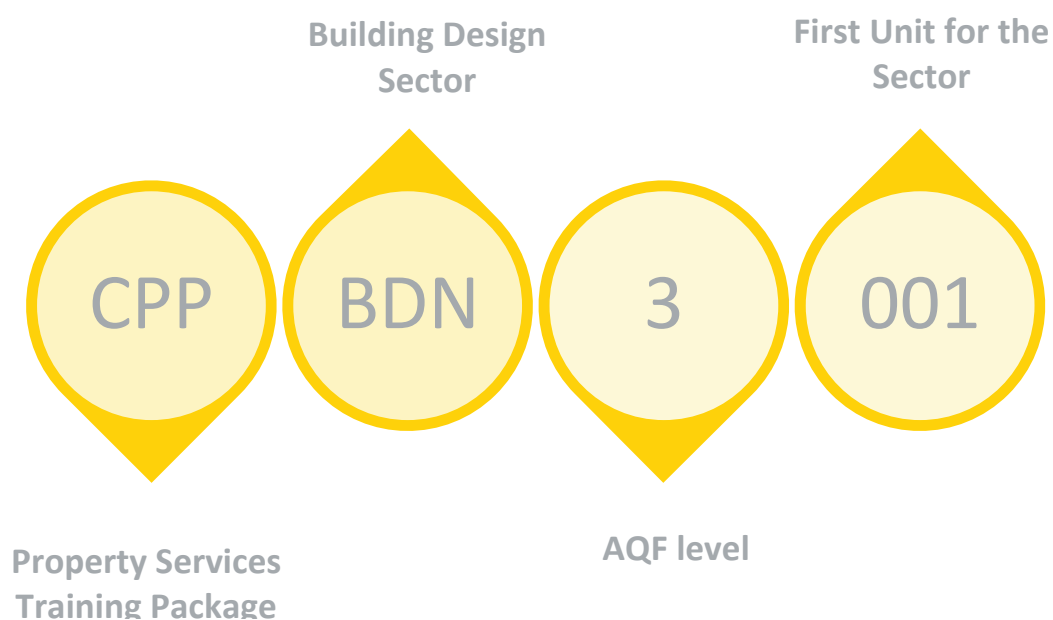 Building Design
Sector
First Unit for the
Sector
CPP
BDN
3
001
Property Services
Training Package
AQF level